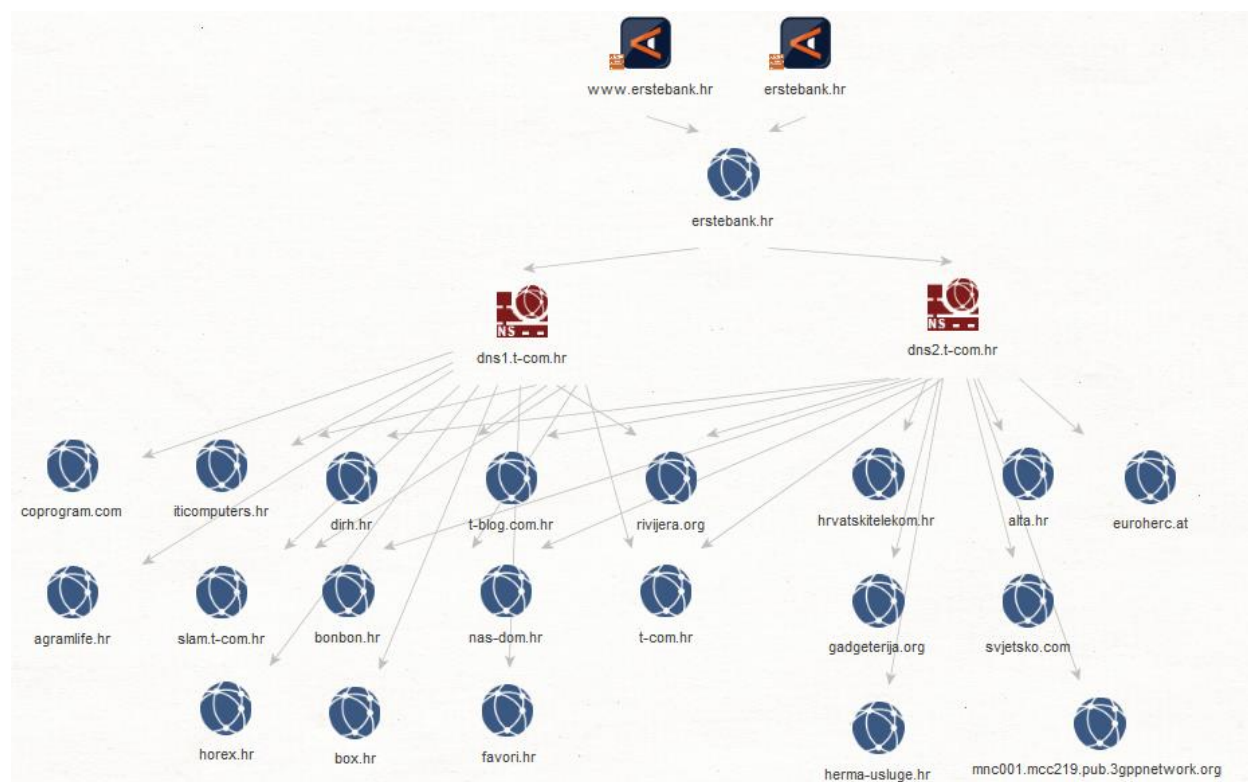 www.erstebank.hr
erstebank.hr
erstebank.hr
NS
dns1.t-com.hr
NS
dns2.t-com.hr
coprogram.com
iticomputers.hr
dirh.hr
t-blog.com.hr
rivijera.org
hrvatskitelekom.hr
alta.hr
euroherc.at
agramlife.hr
slam.t-com.hr
bonbon.hr
nas-dom.hr
t-com.hr
gadgeterija.org
svjetsko.com
horex.hr
box.hr
favori.hr
herma-usluge.hr
mnc001.mcc219.pub.3gppnetwork.org